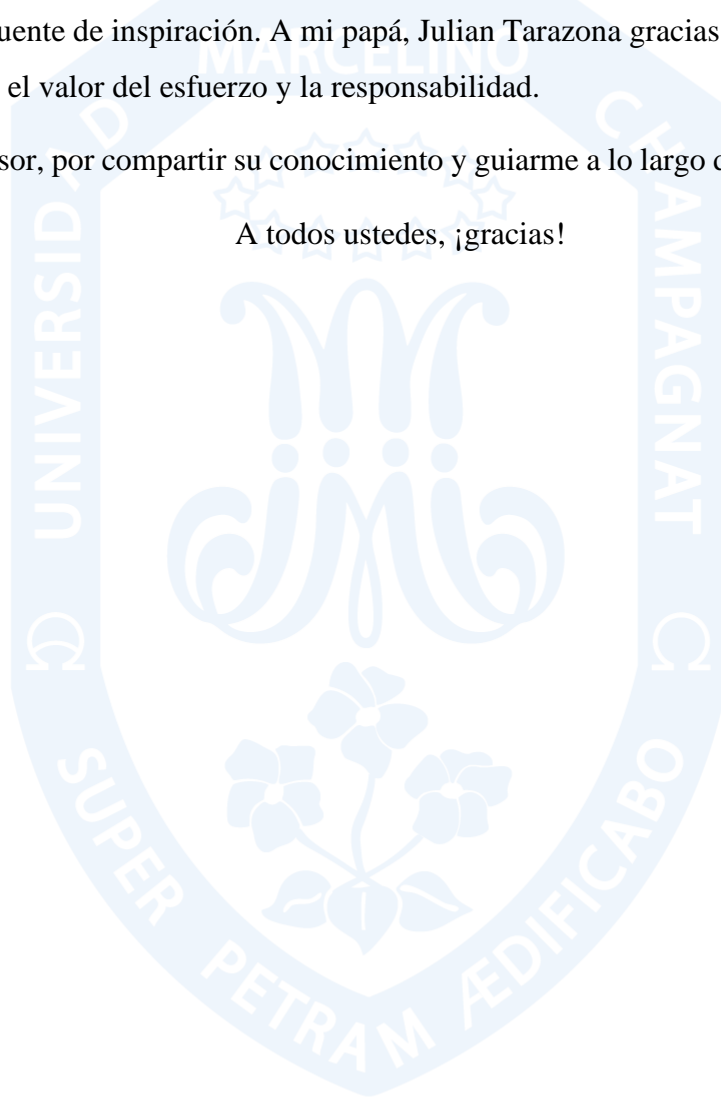 uente de inspiración. A mi papá, Julian Tarazona gracias
el valor del esfuerzo y la responsabilidad.
sor, por compartir su conocimiento y guiarme a lo largo
A todos ustedes, ¡gracias!
UNIVERSIDAD
MARCELINO
CHAMPAGNAT
SUPER PETRAM ÆDIFICABO